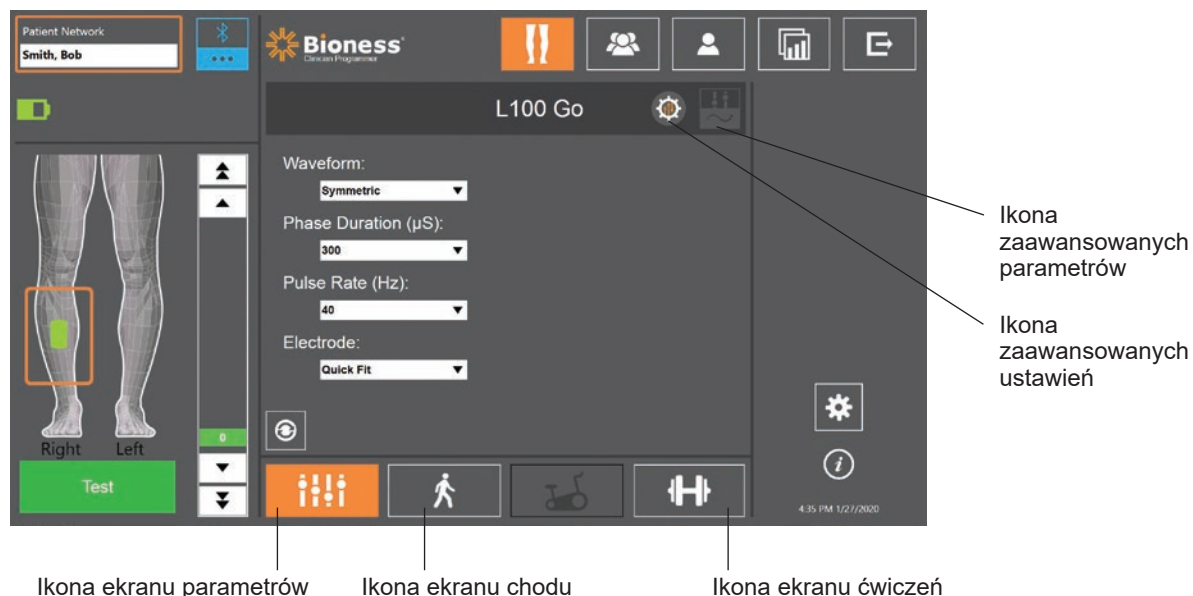 Patient Network
Smith, Bob
Bioness
Clinician Programmer
L100 Go
Waveform:
Symmetric
Phase Duration (µS):
300
Pulse Rate (Hz):
40
Electrode:
Quick Fit
Right Left
0
Test
4:35 PM 1/27/2020
Ikona
zaawansowanych
parametrów
Ikona
zaawansowanych
ustawień
Ikona ekranu parametrów
Ikona ekranu chodu
Ikona ekranu ćwiczeń